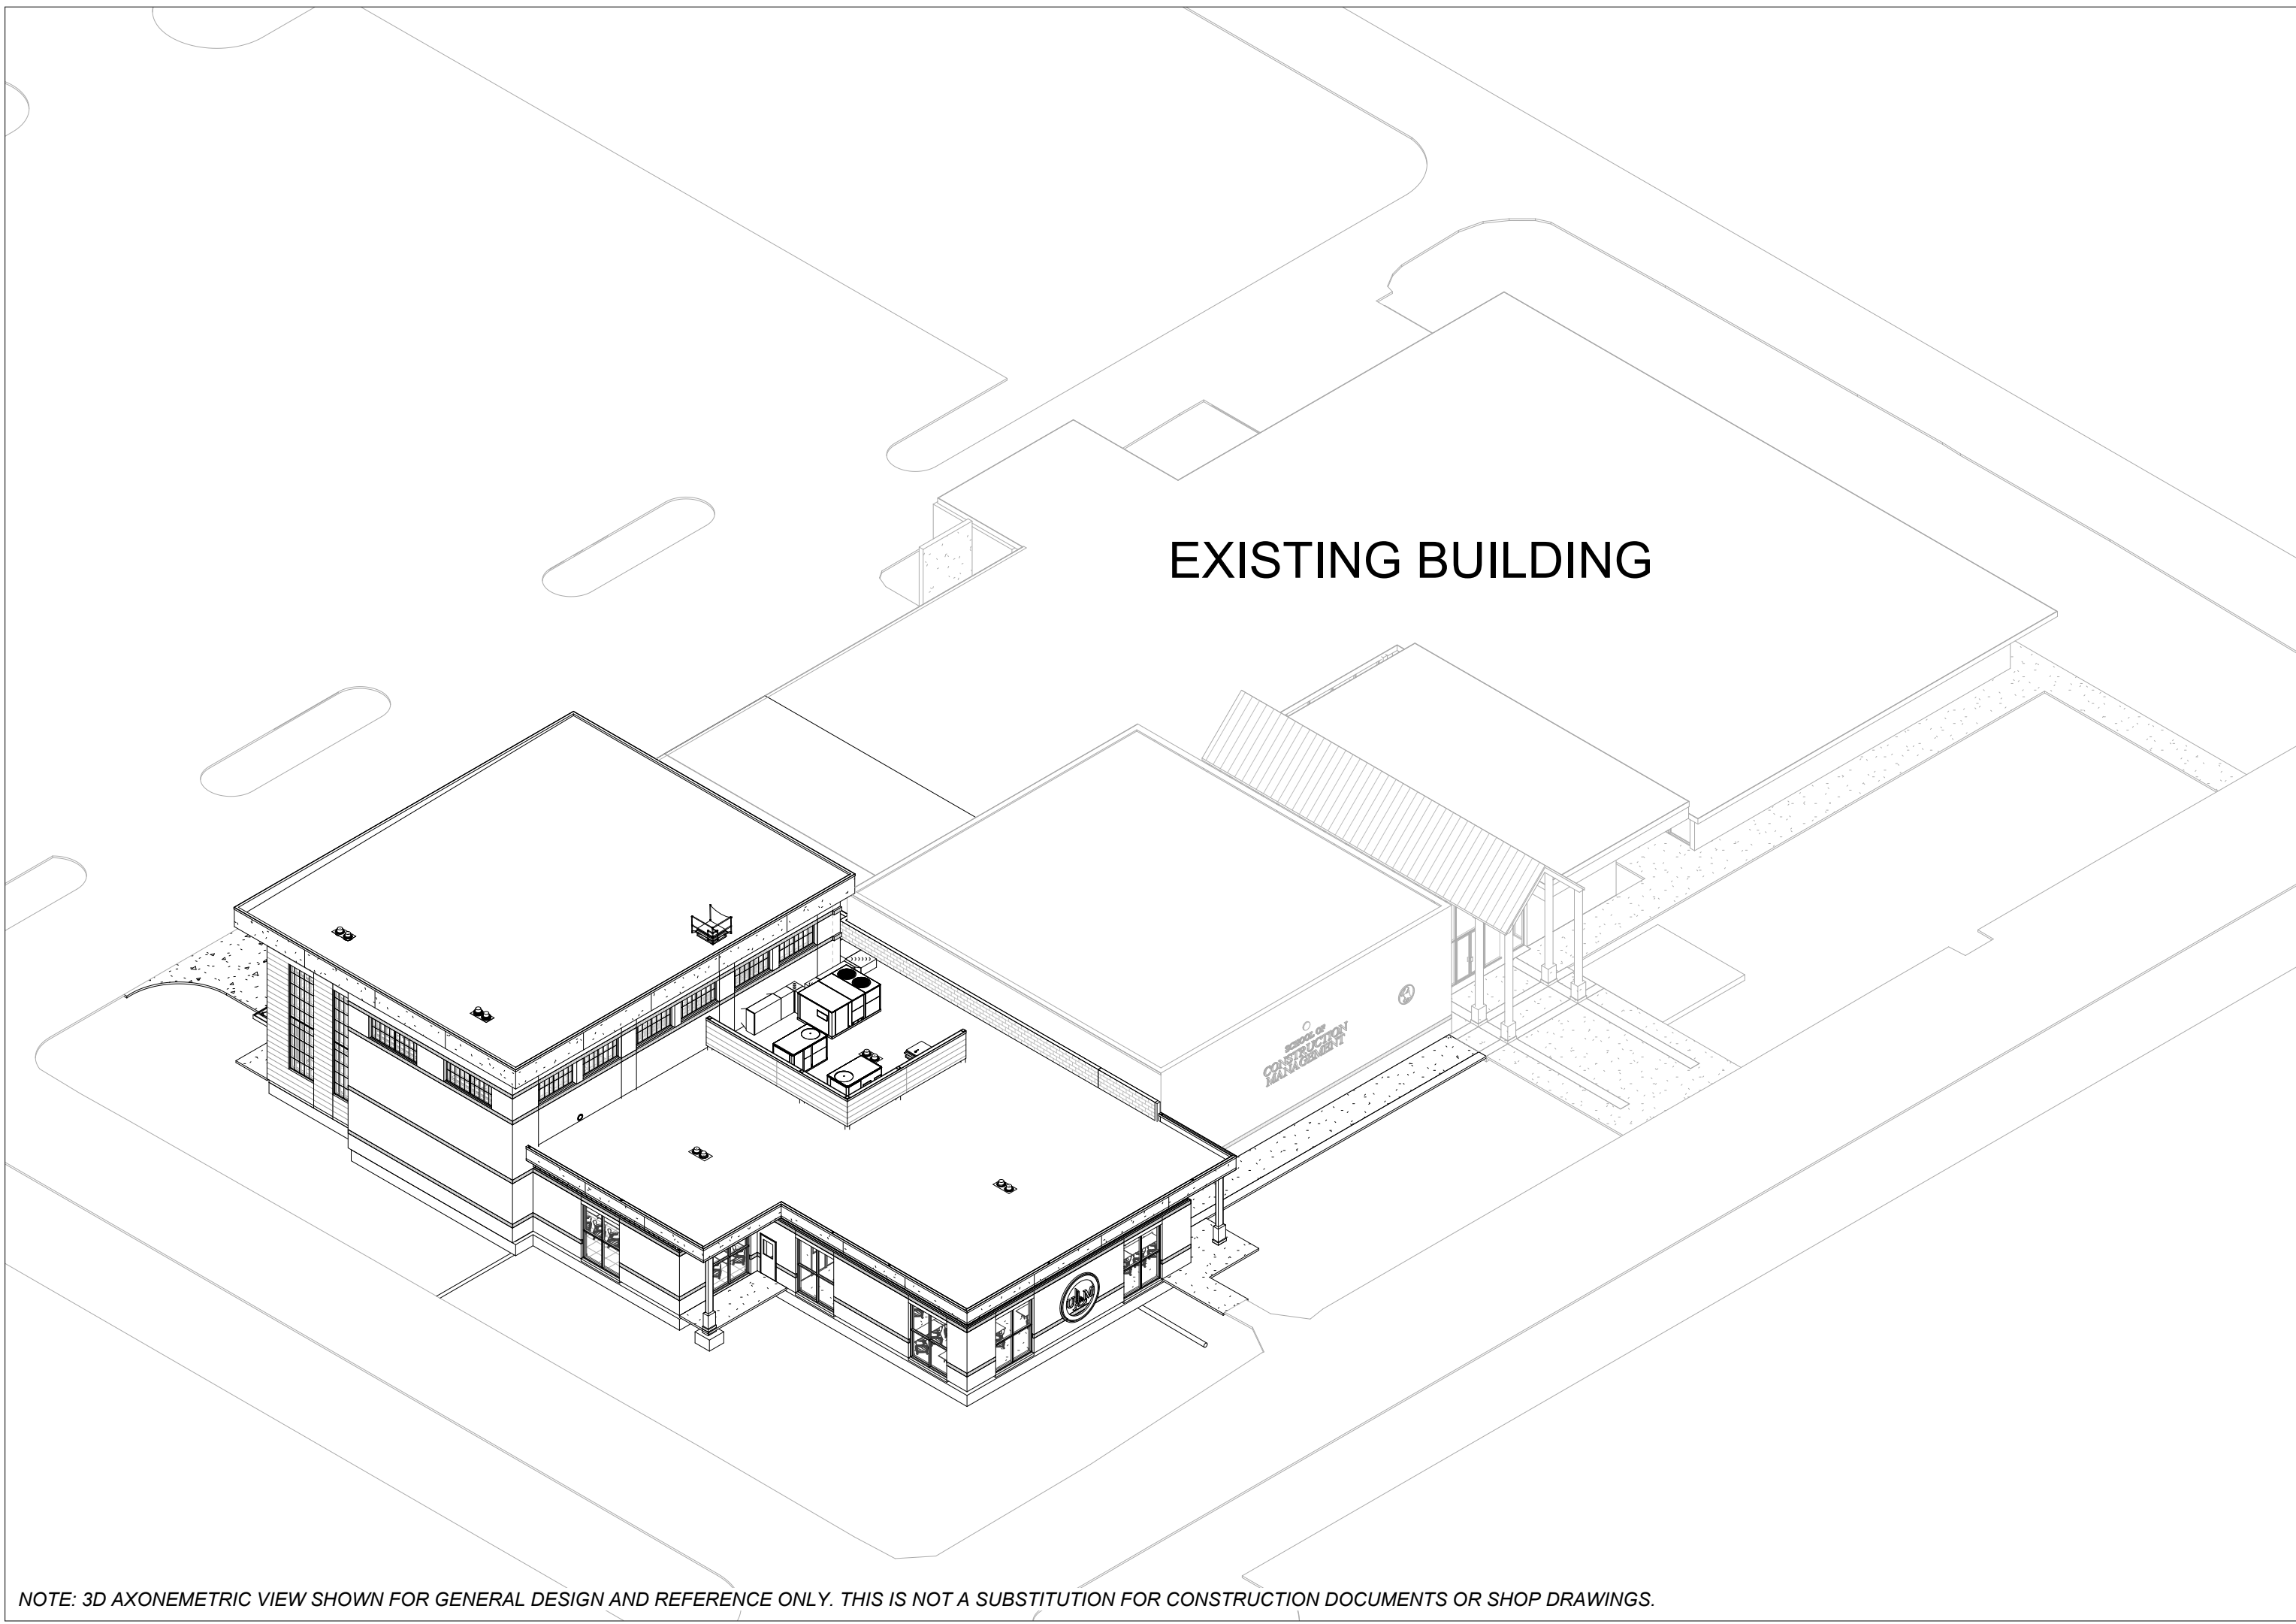 EXISTING BUILDING
SCHOOL OF
CONSTRUCTION
MANAGEMENT
ULM
NOTE: 3D AXONEMETRIC VIEW SHOWN FOR GENERAL DESIGN AND REFERENCE ONLY. THIS IS NOT A SUBSTITUTION FOR CONSTRUCTION DOCUMENTS OR SHOP DRAWINGS.